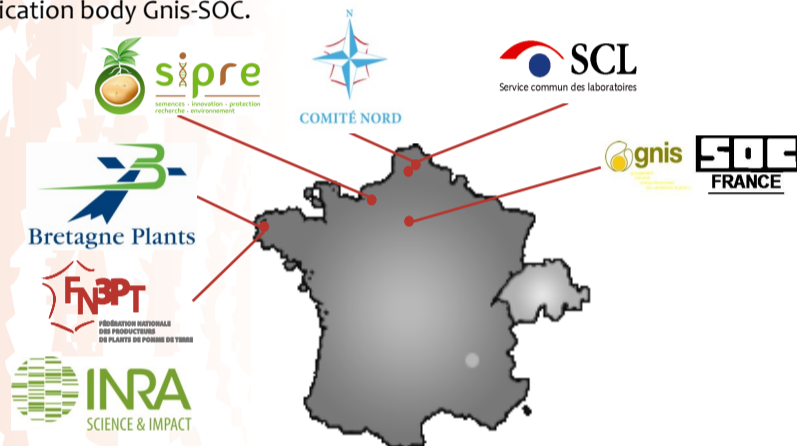 ication body Gnis-SOC.
sipre
semences - innovation - protection
recherche - environnement
N
COMITÉ NORD
SCL
Service commun des laboratoires
gnis
SOC
FRANCE
B
Bretagne Plants
FN3PT
FÉDÉRATION NATIONALE
DES PRODUCTEURS
DE PLANTS DE POMME DE TERRE
INRA
SCIENCE & IMPACT